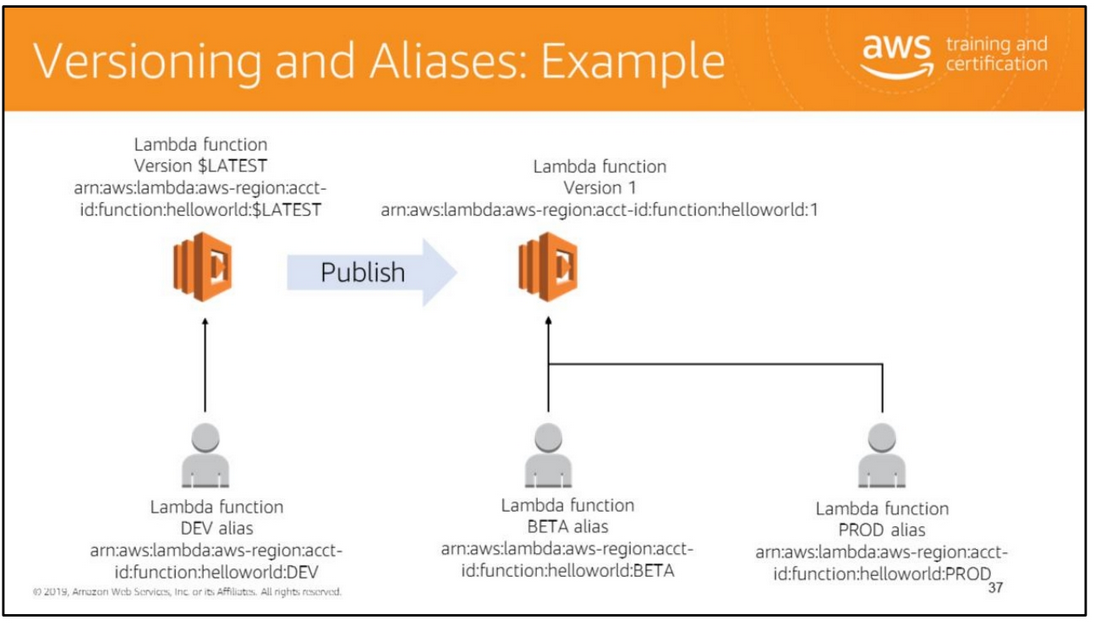 Versioning and Aliases: Example
aws training and
certification
Lambda function
Version $LATEST
arn:aws:lambda:aws-region:acct-
id:function:helloworld:$LATEST
Lambda function
Version 1
arn:aws:lambda:aws-region:acct-id:function:helloworld:1
Publish
Lambda function
DEV alias
arn:aws:lambda:aws-region:acct-
id:function:helloworld:DEV
Lambda function
BETA alias
arn:aws:lambda:aws-region:acct-
id:function:helloworld:BETA
Lambda function
PROD alias
arn:aws:lambda:aws-region:acct-
id:function:helloworld:PROD
© 2019, Amazon Web Services, Inc. or its Affiliates. All rights reserved.
37